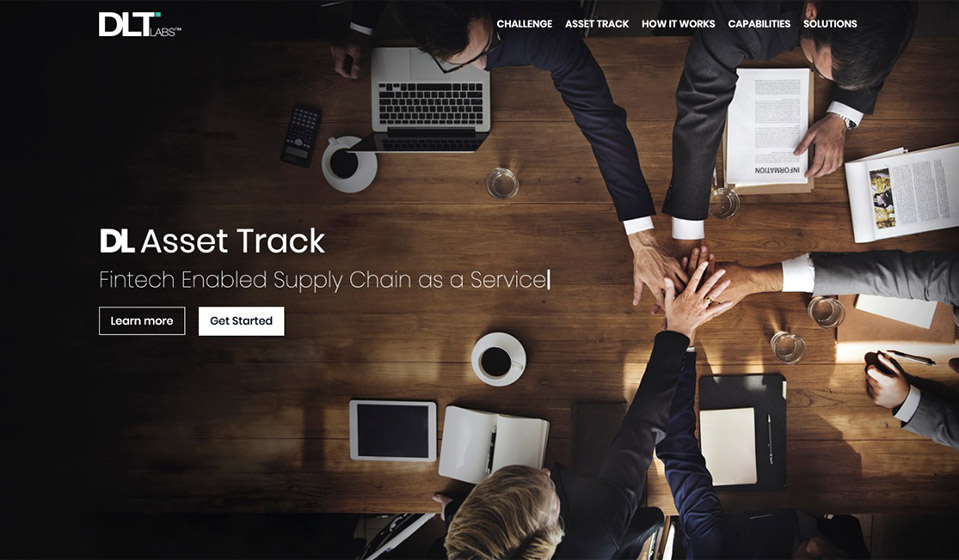 DLT LABS™
CHALLENGE ASSET TRACK HOW IT WORKS CAPABILITIES SOLUTIONS
INFORMATION
DL Asset Track
Fintech Enabled Supply Chain as a Service
Learn more Get Started